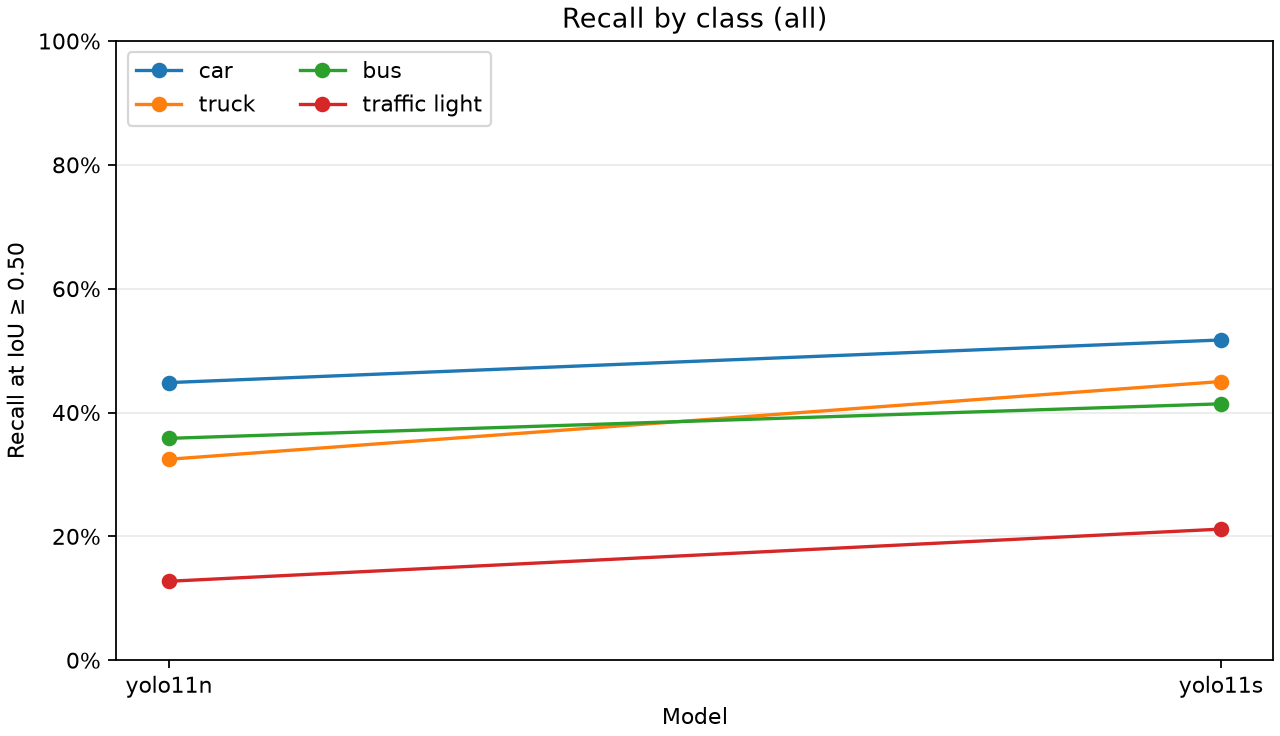 Recall by class (all)
100%
80%
60%
40%
20%
0%
Recall at IoU ≥ 0.50
car
truck
bus
traffic light
yolo11n
yolo11s
Model